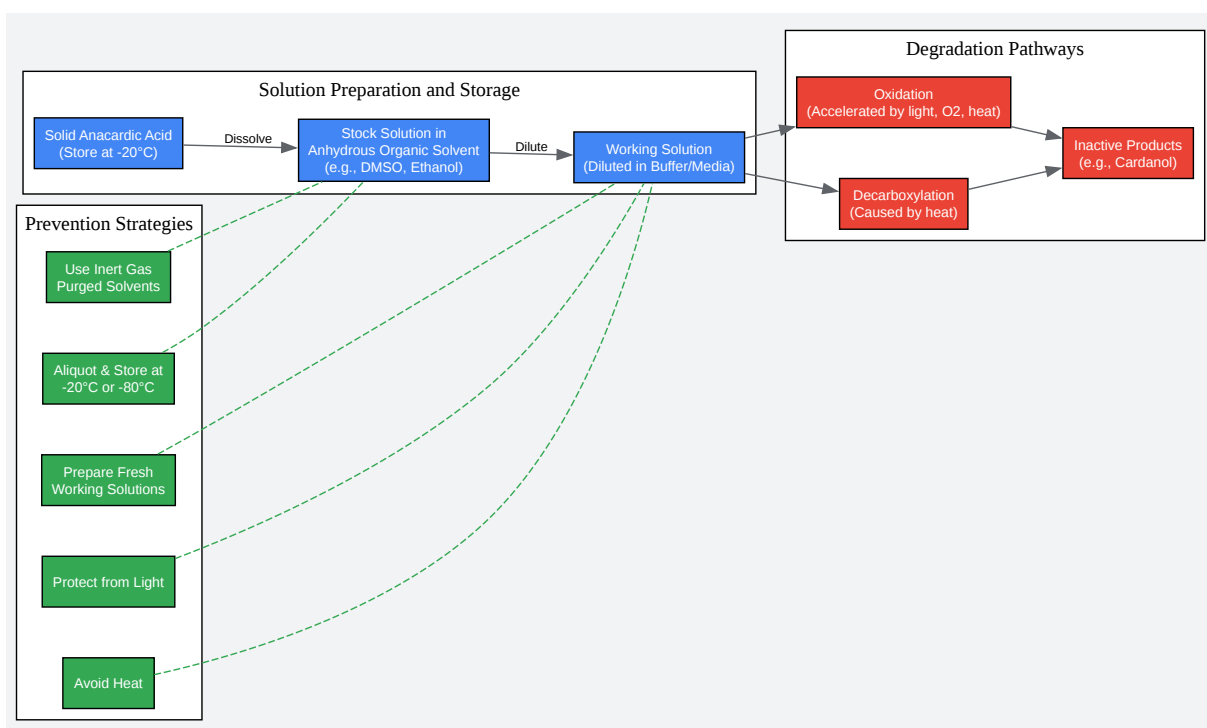 Degradation Pathways
Solution Preparation and Storage
Solid Anacardic Acid
(Store at -20°C)
Dissolve
Stock Solution in
Anhydrous Organic Solvent
(e.g., DMSO, Ethanol)
Dilute
Working Solution
(Diluted in Buffer/Media)
Oxidation
(Accelerated by light, O2, heat)
Decarboxylation
(Caused by heat)
Inactive Products
(e.g., Cardanol)
Prevention Strategies
Use Inert Gas
Purged Solvents
Aliquot & Store at
-20°C or -80°C
Prepare Fresh
Working Solutions
Protect from Light
Avoid Heat